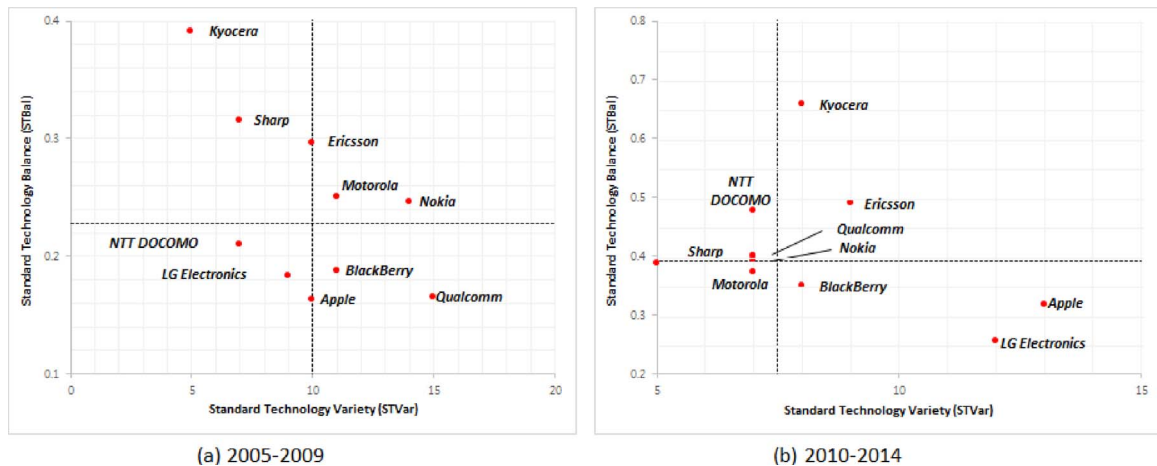 0.4
0.3
0.2
0.1
Standard Technology Balance (STBal)
Kyocera
Sharp
Ericsson
Motorola
Nokia
NTT DOCOMO
LG Electronics
BlackBerry
Apple
Qualcomm
0
5
10
15
20
Standard Technology Variety (STVar)
(a) 2005-2009
0.8
0.7
0.6
0.5
0.4
0.3
0.2
Standard Technology Balance (STBal)
Kyocera
NTT
DOCOMO
Ericsson
Qualcomm
Nokia
Sharp
Motorola
BlackBerry
Apple
LG Electronics
5
10
15
Standard Technology Variety (STVar)
(b) 2010-2014